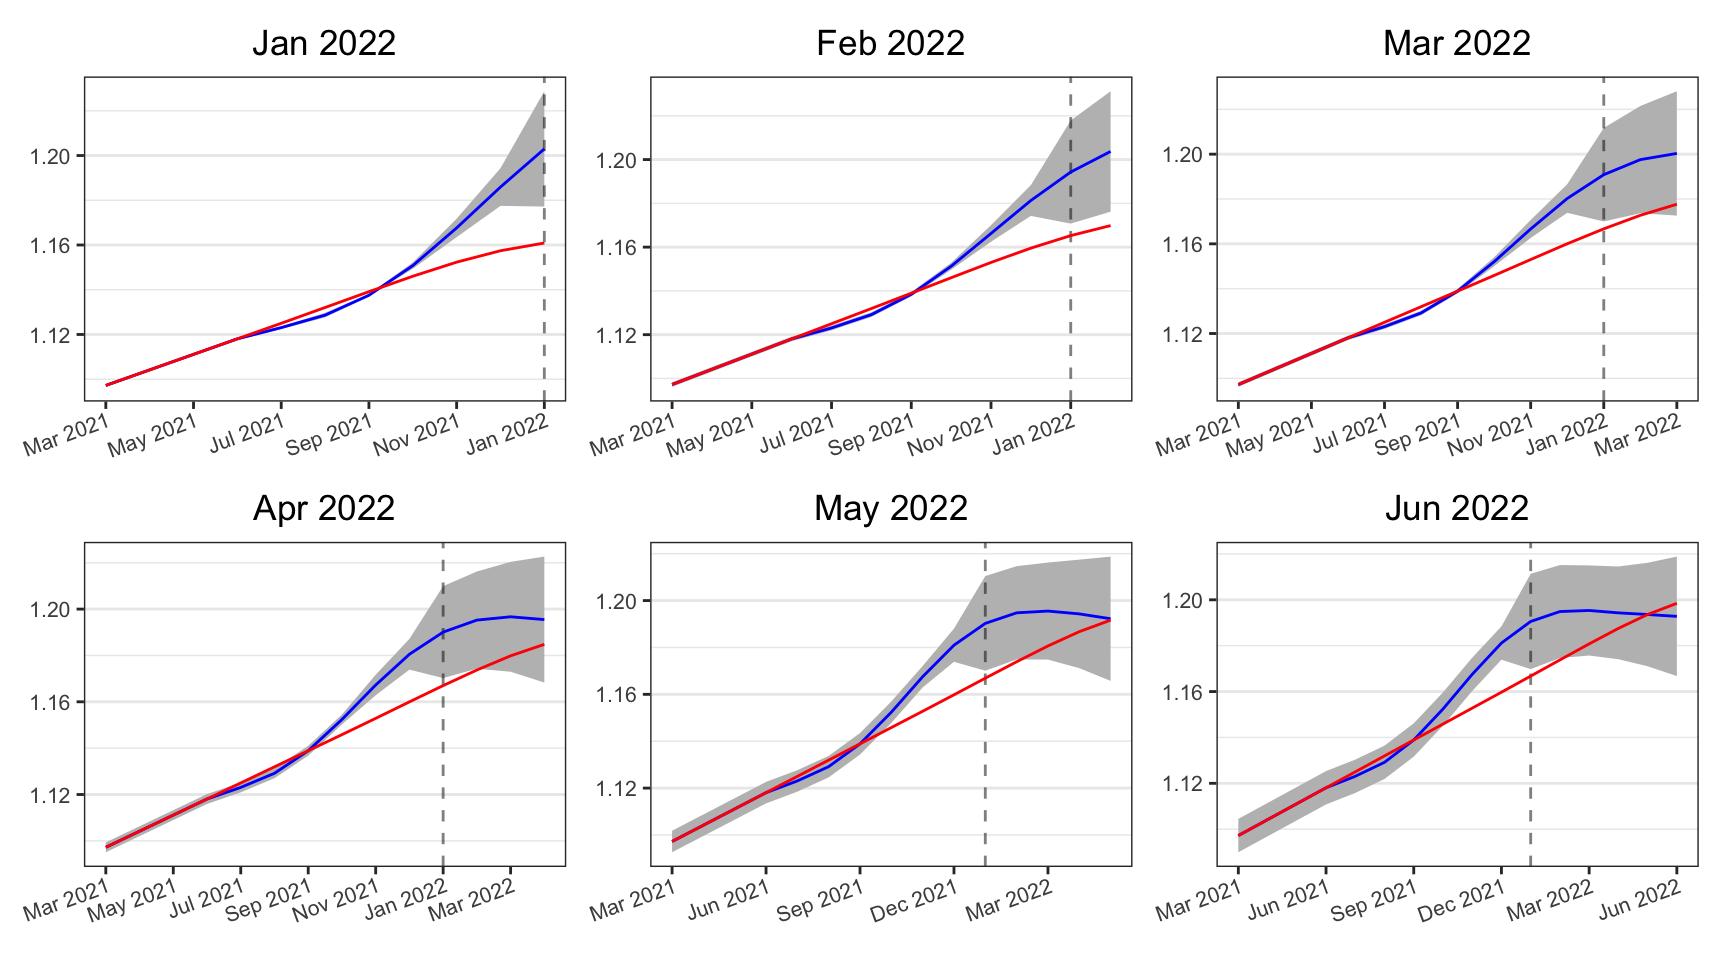 Jan 2022
Feb 2022
Mar 2022
1.20
1.16
1.12
Mar 2021 May 2021 Jul 2021 Sep 2021 Nov 2021 Jan 2022
1.20
1.16
1.12
Mar 2021 May 2021 Jul 2021 Sep 2021 Nov 2021 Jan 2022
1.20
1.16
1.12
Mar 2021 May 2021 Jul 2021 Sep 2021 Nov 2021 Jan 2022 Mar 2022
Apr 2022
May 2022
Jun 2022
1.20
1.16
1.12
Mar 2021 May 2021 Jul 2021 Sep 2021 Nov 2021 Jan 2022 Mar 2022
1.20
1.16
1.12
Mar 2021 Jun 2021 Sep 2021 Dec 2021 Mar 2022
1.20
1.16
1.12
Mar 2021 Jun 2021 Sep 2021 Dec 2021 Mar 2022 Jun 2022